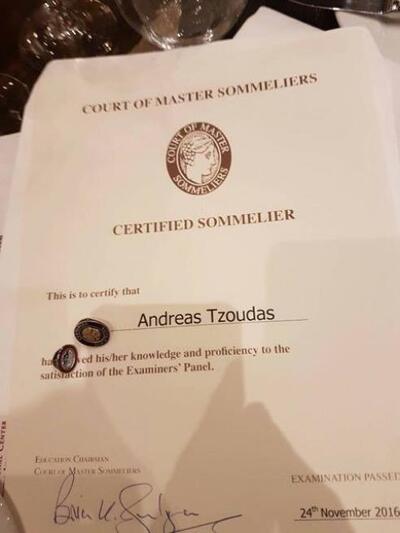 COURT OF MASTER SOMMELIERS
COURT OF MASTER
SOMMELIERS
CERTIFIED SOMMELIER
This is to certify that
Andreas Tzoudas
his/her knowledge and proficiency to the
satisfaction of the Examiners' Panel.
EDUCATION CHAIRMAN
COURT OF MASTER SOMMELIERS
EXAMINATION PASSED
24th November 2016
CENTER